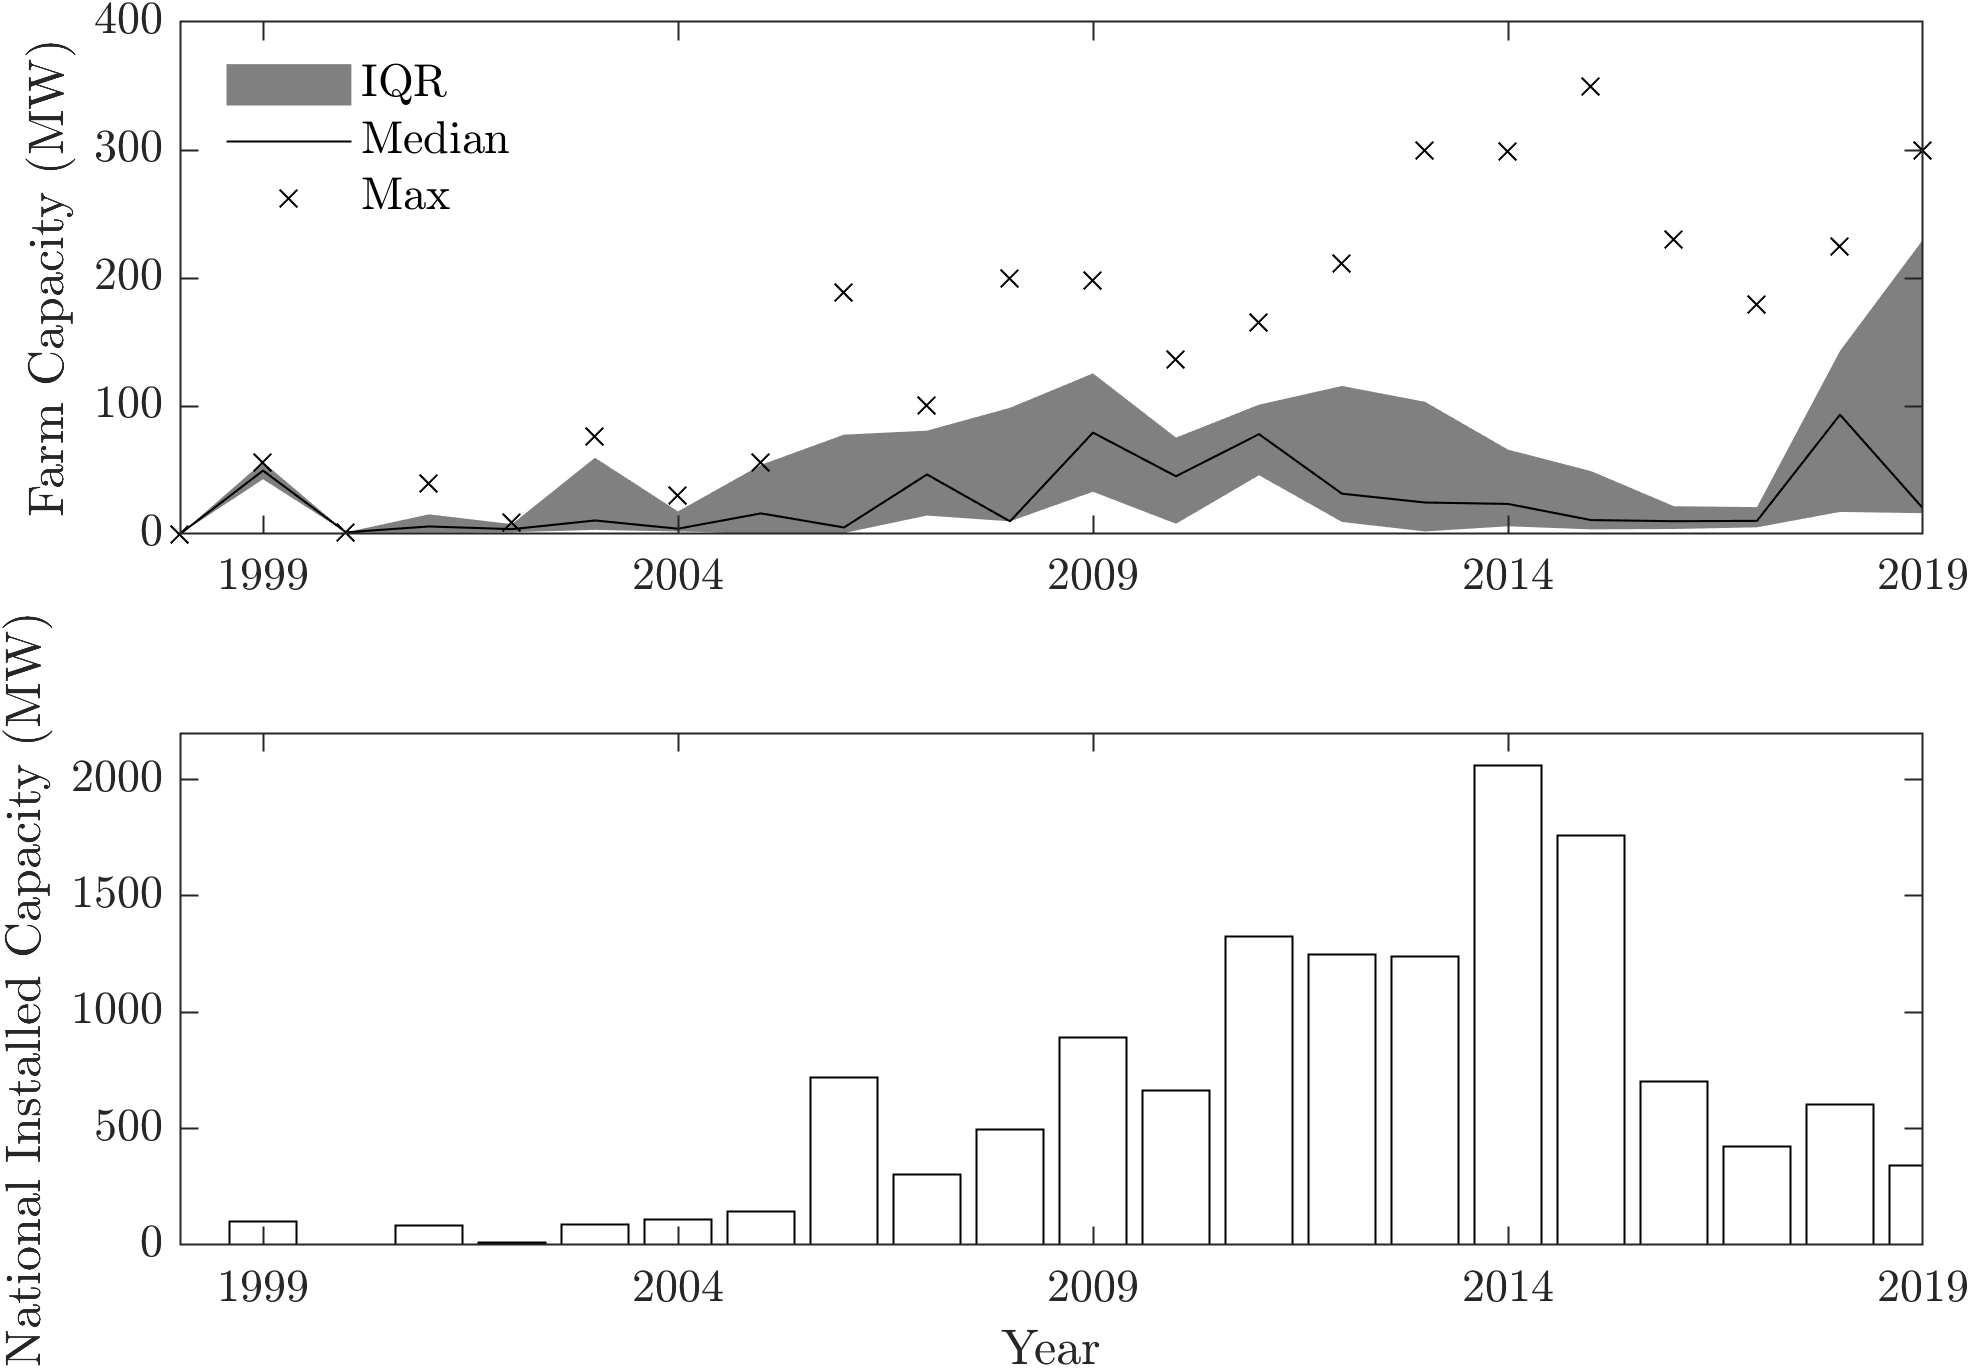 Farm Capacity (MW)
400
300
200
100
0
IQR
Median
Max
1999 2004 2009 2014 2019
National Installed Capacity (MW)
2000
1500
1000
500
0
1999 2004 2009 2014 2019
Year